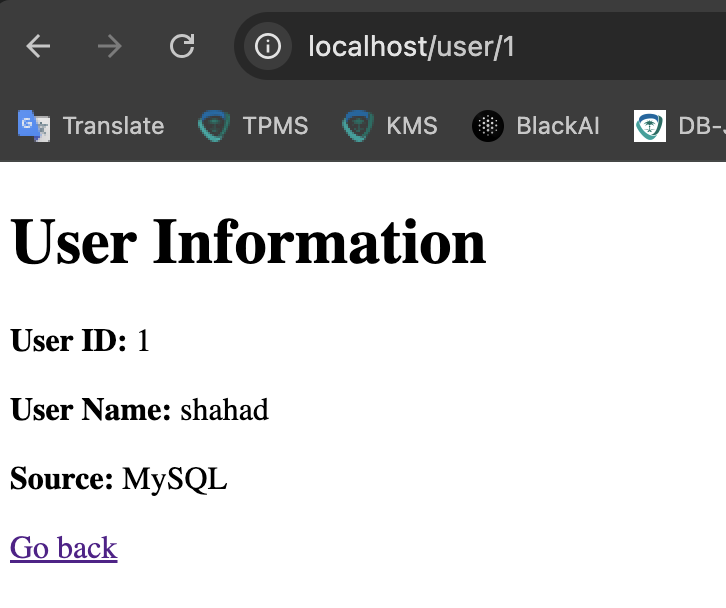 localhost/user/1
Translate TPMS KMS BlackAI DB-
User Information
User ID: 1
User Name: shahad
Source: MySQL
Go back